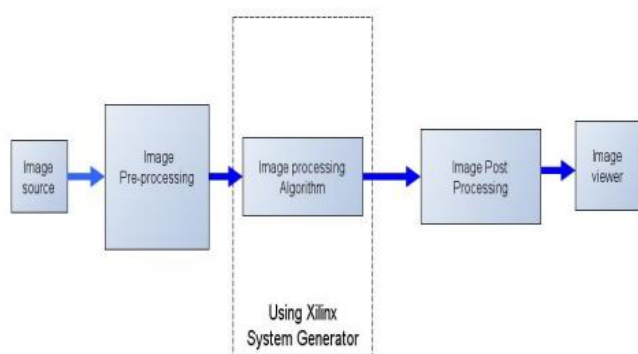 Image
source
Image
Pre-processing
Image processing
Algorithm
Image Post
Processing
Image
viewer
Using Xilinx
System Generator